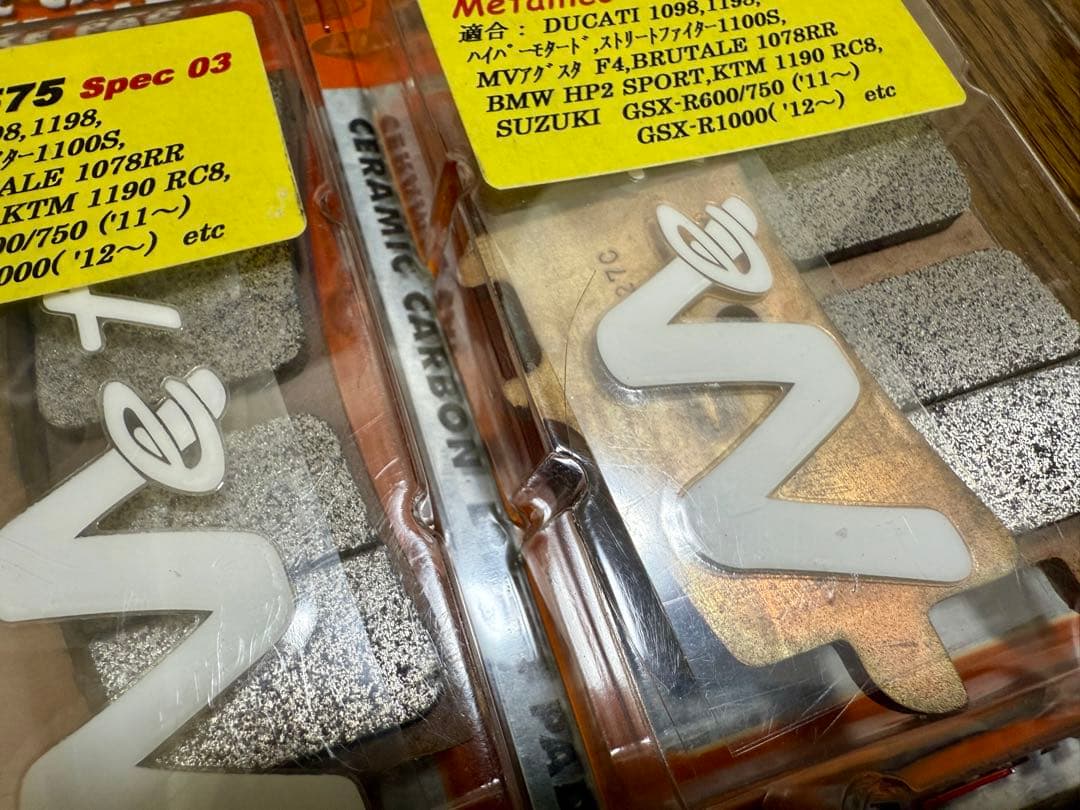 575 Spec 03
98,1198,
ター1100S,
ALE 1078RR
KTM 1190 RC8,
00/750 ('11～)
000( '12～) etc
Metallic
適合： DUCATI 1098,1198,
ハイパーモタード,ストリートファイター1100S,
MVアグスタ F4,BRUTALE 1078RR
BMW HP2 SPORT,KTM 1190 RC8,
SUZUKI GSX-R600/750 ('11～)
GSX-R1000( '12～) etc
CERAMIC CARBON
27C